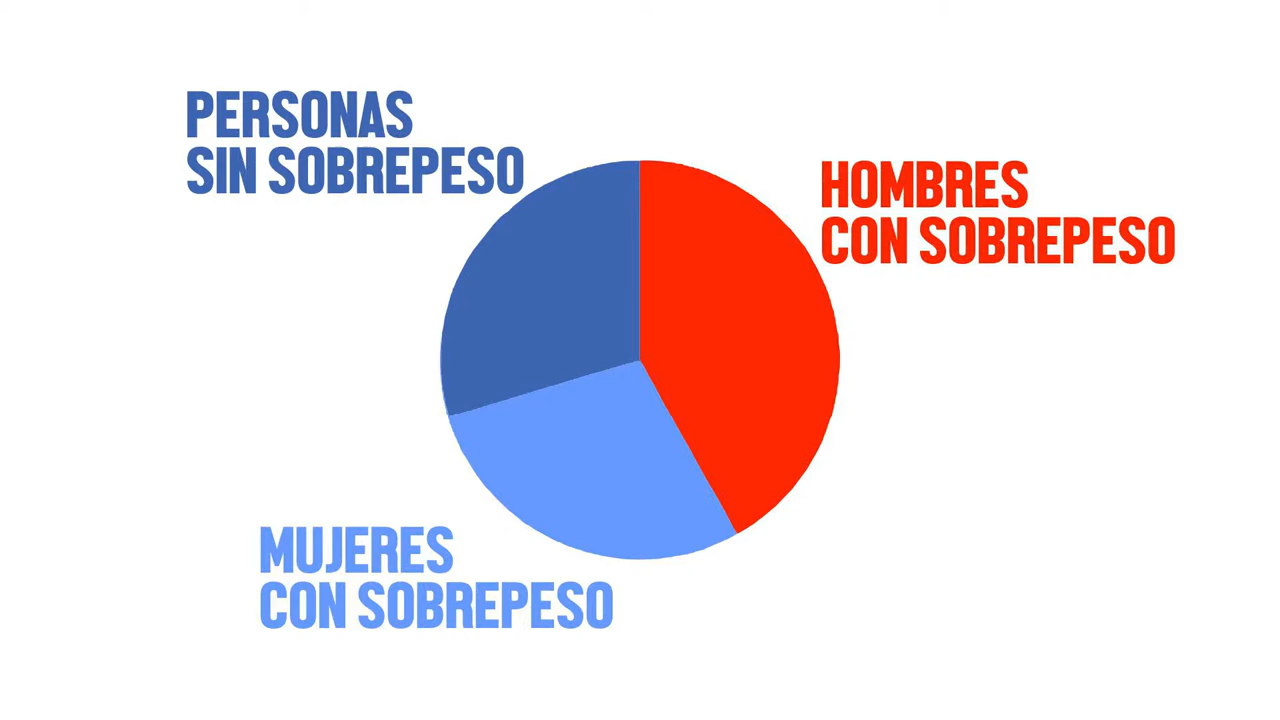 PERSONAS
SIN SOBREPESO
HOMBRES
CON SOBREPESO
MUJERES
CON SOBREPESO